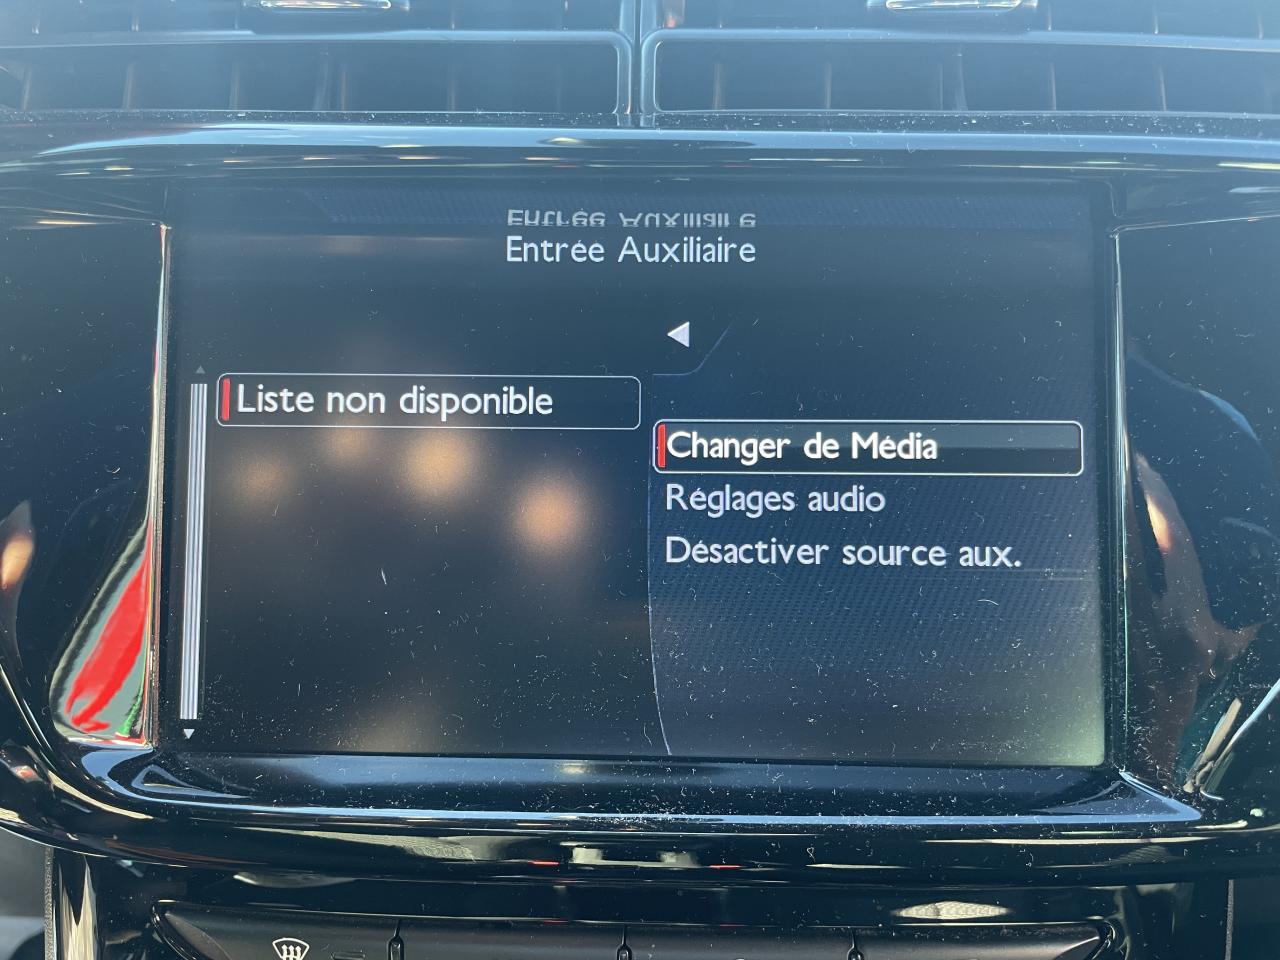 Entrée Auxiliaire
Liste non disponible
Changer de Média
Réglages audio
Désactiver source aux.